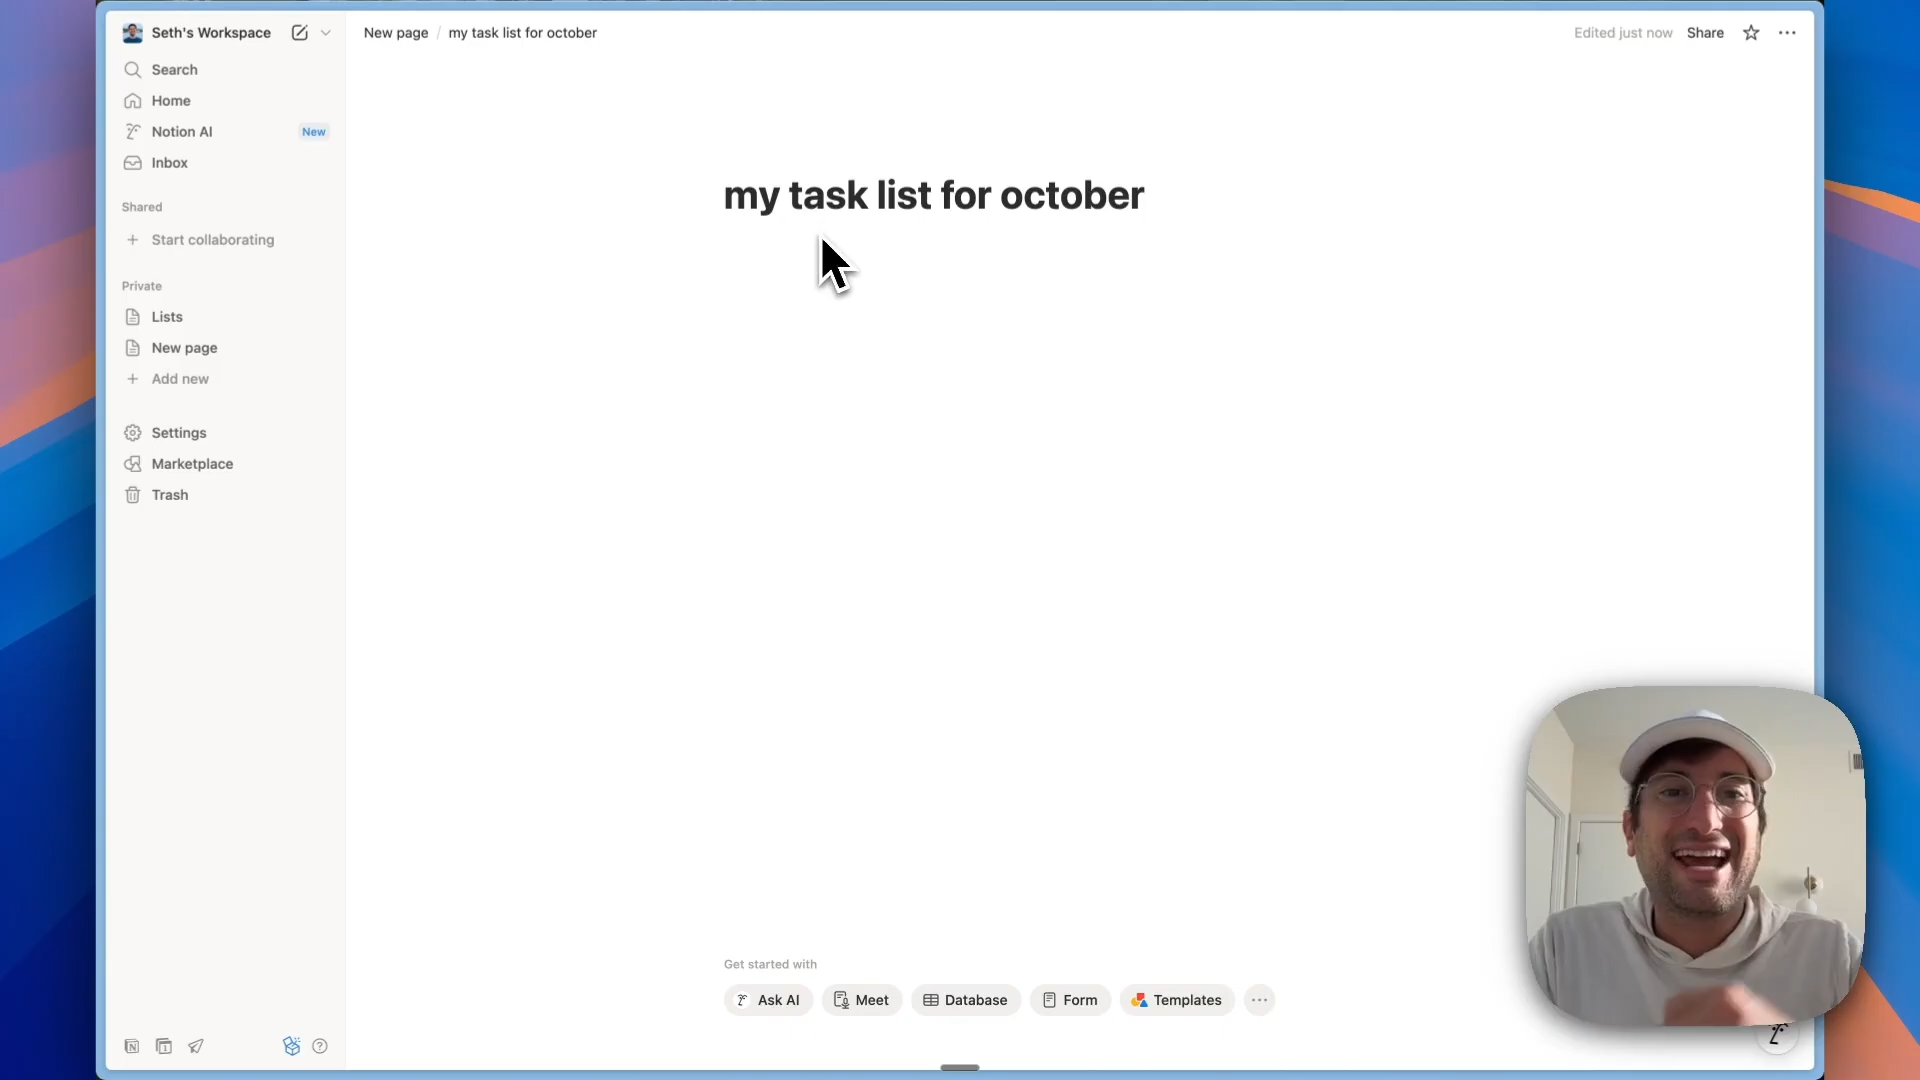 Seth's Workspace
Search
Home
Notion AI New
Inbox
Shared
Start collaborating
Private
Lists
New page
Add new
Settings
Marketplace
Trash
New page / my task list for october
Edited just now Share
my task list for october
Get started with
Ask AI Meet Database Form Templates